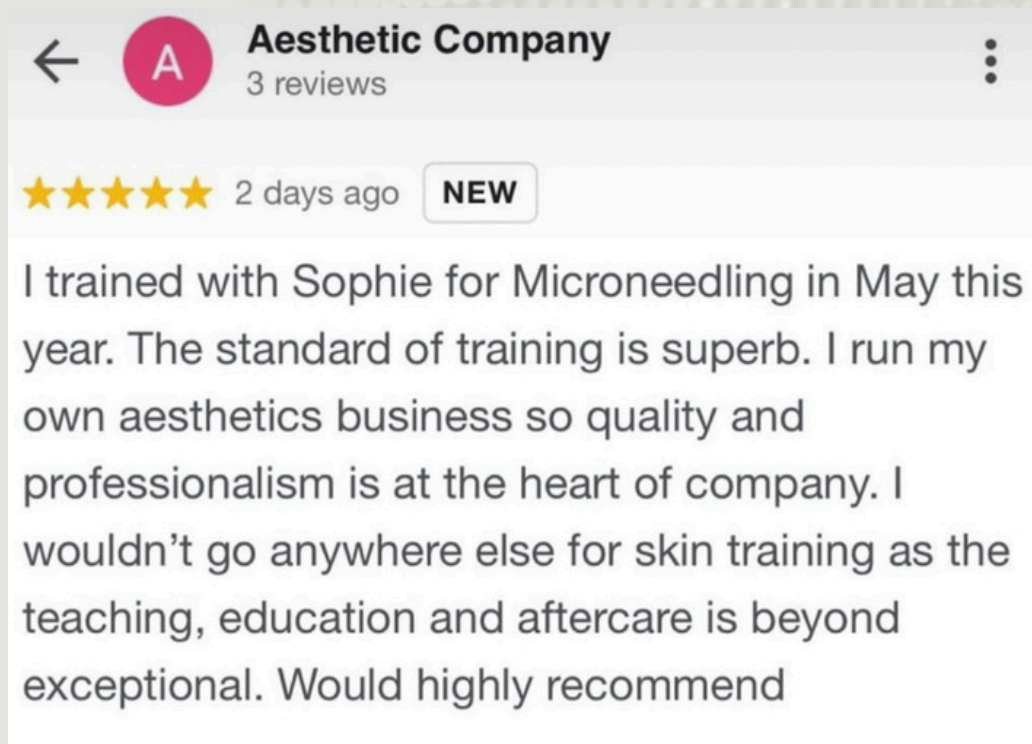 A
Aesthetic Company
3 reviews
2 days ago NEW
I trained with Sophie for Microneedling in May this
year. The standard of training is superb. I run my
own aesthetics business so quality and
professionalism is at the heart of company. I
wouldn’t go anywhere else for skin training as the
teaching, education and aftercare is beyond
exceptional. Would highly recommend